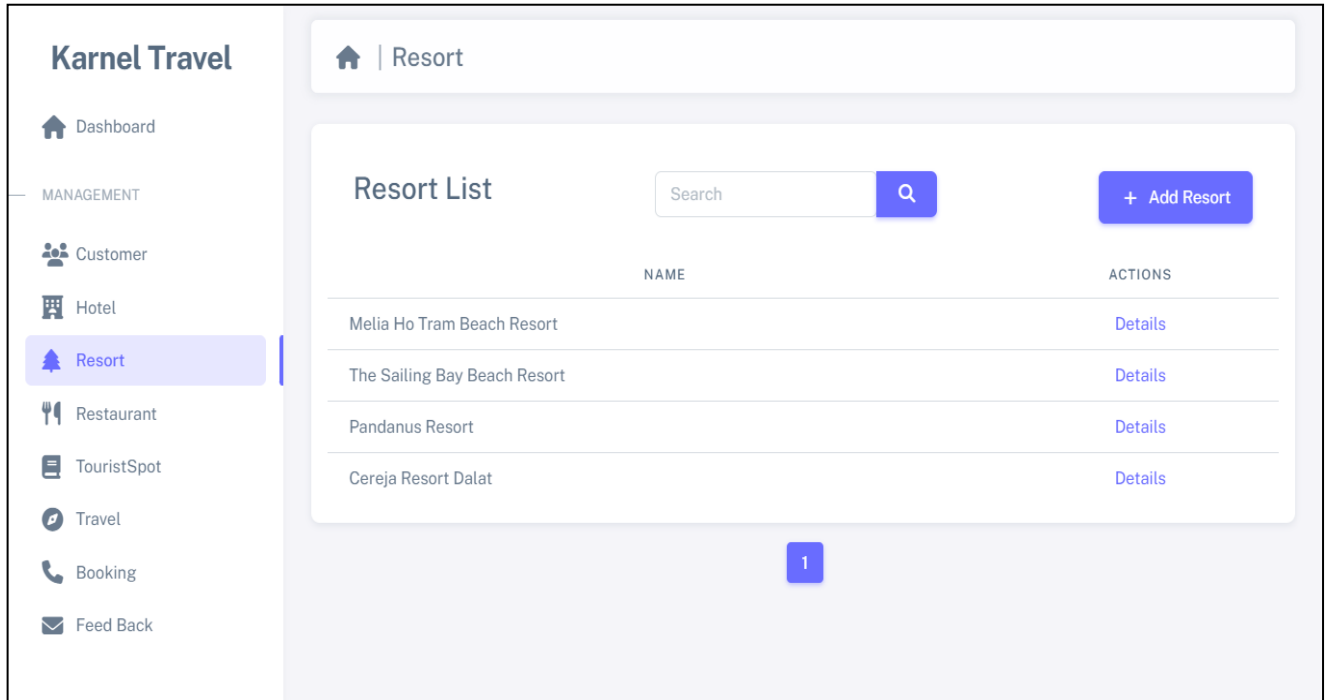 Karnel Travel
Dashboard
MANAGEMENT
Customer
Hotel
Resort
Restaurant
TouristSpot
Travel
Booking
Feed Back
| Resort
Resort List
Search
+ Add Resort
NAME ACTIONS
Melia Ho Tram Beach Resort Details
The Sailing Bay Beach Resort Details
Pandanus Resort Details
Cereja Resort Dalat Details
1